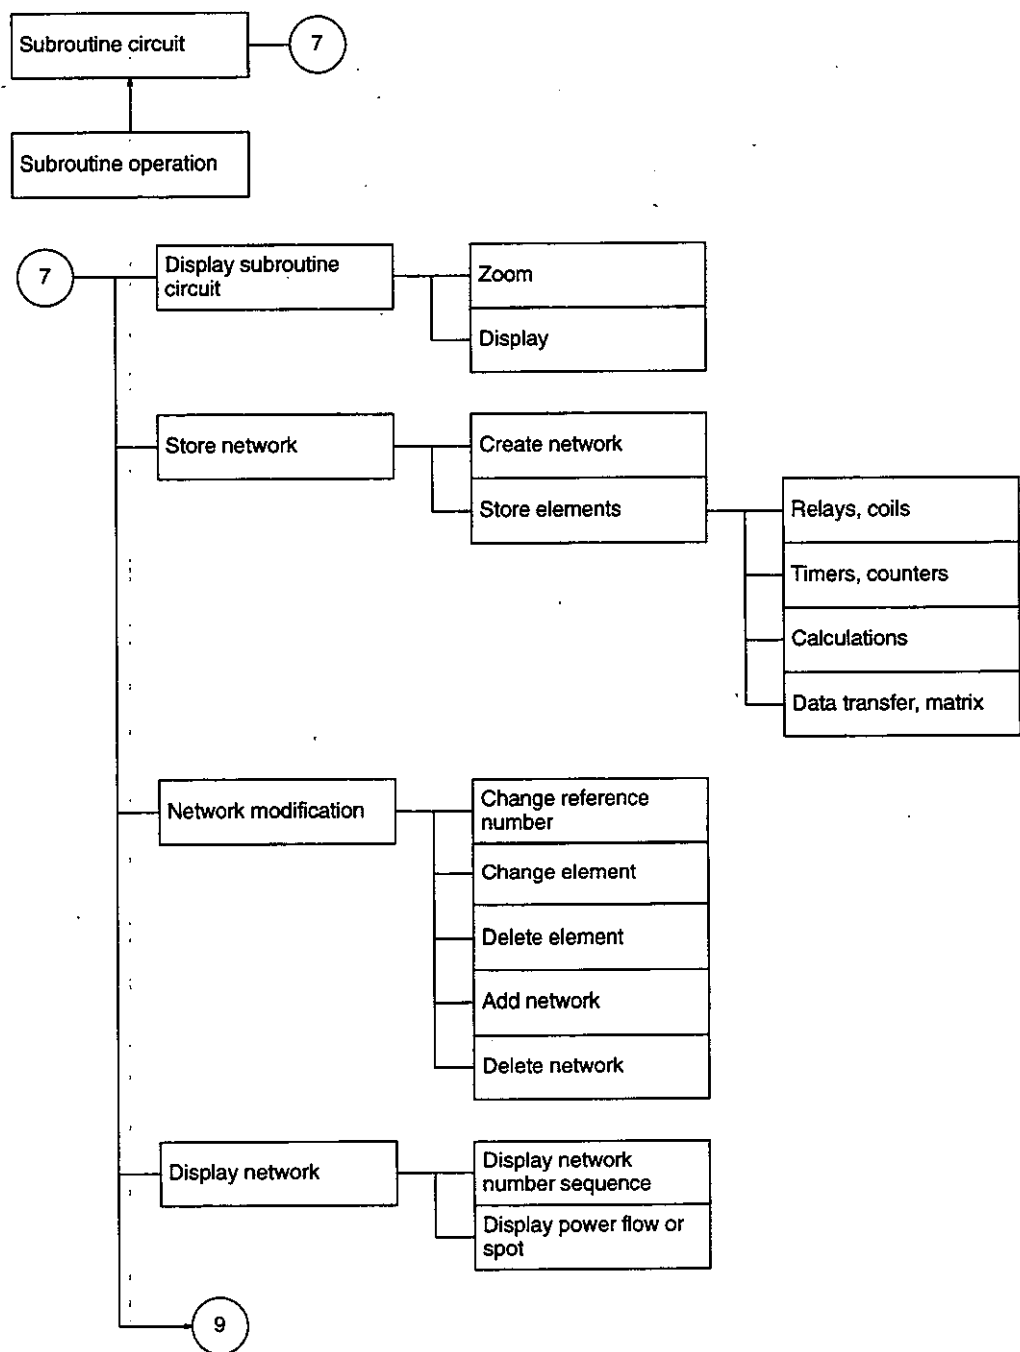 Subroutine circuit
7
Subroutine operation
7
Display subroutine
circuit
Zoom
Display
Store network
Create network
Store elements
Relays, coils
Timers, counters
Calculations
Data transfer, matrix
Network modification
Change reference
number
Change element
Delete element
Add network
Delete network
Display network
Display network
number sequence
Display power flow or
spot
9